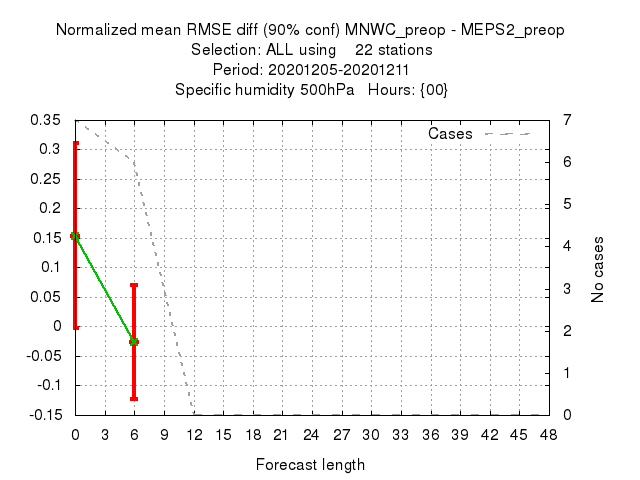 Normalized mean RMSE diff (90% conf) MNWC_preop - MEPS2_preop
Selection: ALL using 22 stations
Period: 20201205-20201211
Specific humidity 500hPa Hours: {00}
Cases
0.35
0.3
0.25
0.2
0.15
0.1
0.05
0
-0.05
-0.1
-0.15
7
6
5
4
3
2
1
0
No cases
0 3 6 9 12 15 18 21 24 27 30 33 36 39 42 45 48
Forecast length